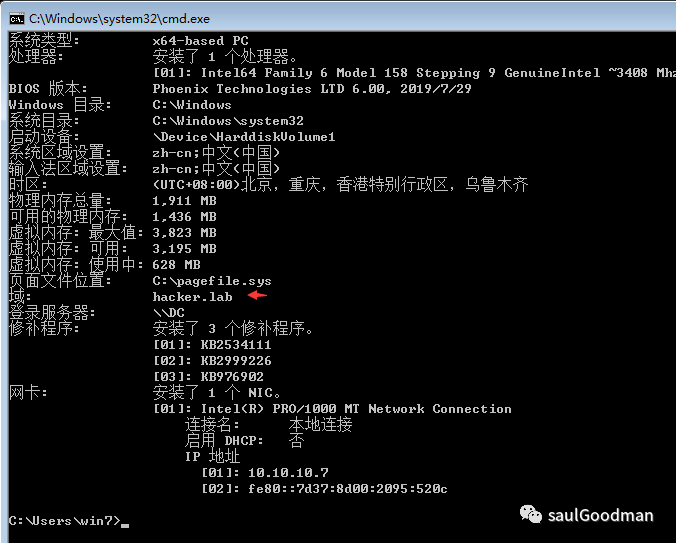 C:\Windows\system32\cmd.exe
系统类型: x64-based PC
处理器: 安装了 1 个处理器。
[01]: Intel64 Family 6 Model 158 Stepping 9 GenuineIntel ~3408 Mhz
BIOS 版本: Phoenix Technologies LTD 6.00, 2019/7/29
Windows 目录: C:\Windows
系统目录: C:\Windows\system32
启动设备: \Device\HarddiskVolume1
系统区域设置: zh-cn;中文(中国)
输入法区域设置: zh-cn;中文(中国)
时区: (UTC+08:00)北京，重庆，香港特别行政区，乌鲁木齐
物理内存总量: 1,911 MB
可用的物理内存: 1,436 MB
虚拟内存: 最大值: 3,823 MB
虚拟内存: 可用: 3,195 MB
虚拟内存: 使用中: 628 MB
页面文件位置: C:\pagefile.sys
域: hacker.lab
登录服务器: \\DC
修补程序: 安装了 3 个修补程序。
[01]: KB2534111
[02]: KB2999226
[03]: KB976902
网卡: 安装了 1 个 NIC。
[01]: Intel(R) PRO/1000 MT Network Connection
连接名: 本地连接
启用 DHCP: 否
IP 地址
[01]: 10.10.10.7
[02]: fe80::7d37:8d00:2095:520c
C:\Users\win7>_
saulGoodman